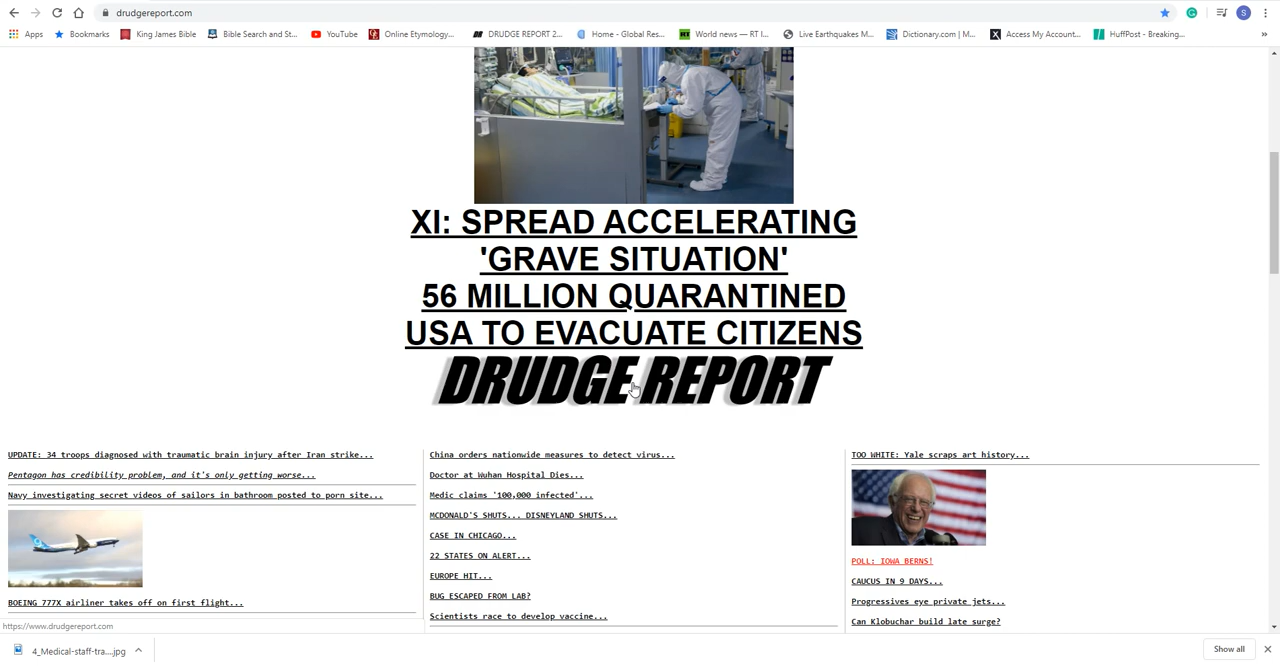 drudgereport.com
S
Apps
Bookmarks
King James Bible
Bible Search and St...
YouTube
Online Etymology...
DRUDGE REPORT 2...
Home - Global Res...
World news — RT I...
Live Earthquakes M...
Dictionary.com | M...
Access My Account...
HuffPost - Breaking...
»
XI: SPREAD ACCELERATING
'GRAVE SITUATION'
56 MILLION QUARANTINED
USA TO EVACUATE CITIZENS
DRUDGE REPORT
UPDATE: 34 troops diagnosed with traumatic brain injury after Iran strike...
Pentagon has credibility problem, and it's only getting worse...
Navy investigating secret videos of sailors in bathroom posted to porn site...
BOEING 777X airliner takes off on first flight...
China orders nationwide measures to detect virus...
Doctor at Wuhan Hospital Dies...
Medic claims '100,000 infected'...
MCDONALD'S SHUTS... DISNEYLAND SHUTS...
CASE IN CHICAGO...
22 STATES ON ALERT...
EUROPE HIT...
BUG ESCAPED FROM LAB?
Scientists race to develop vaccine...
TOO WHITE: Yale scraps art history...
POLL: IOWA BERNS!
CAUCUS IN 9 DAYS...
Progressives eye private jets...
Can Klobuchar build late surge?
https://www.drudgereport.com
4_Medical-staff-tra....jpg
Show all